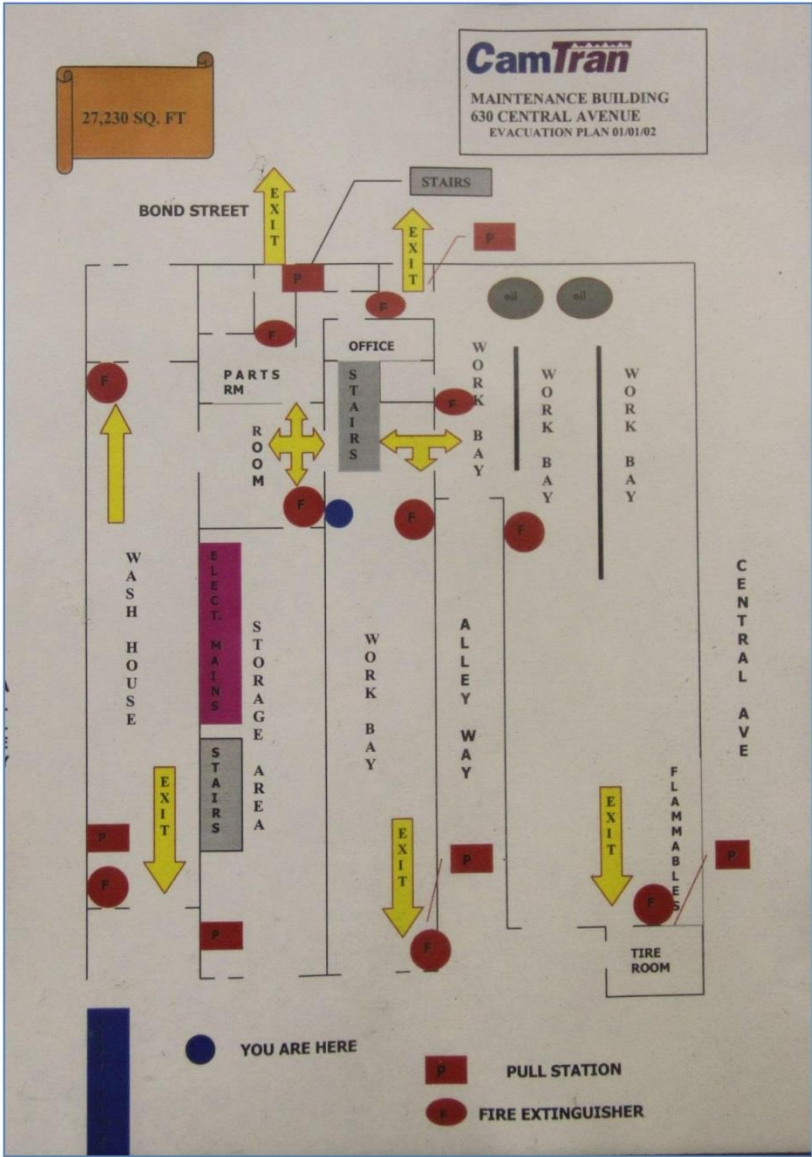 CamTran
MAINTENANCE BUILDING
630 CENTRAL AVENUE
EVACUATION PLAN 01/01/02
27,230 SQ. FT
STAIRS
BOND STREET
EXIT
EXIT
P
P
oil
oil
F
F
OFFICE
PARTS
RM
F
STAIRS
F
WORK BAY
WORK BAY
WORK BAY
ROOM
F
F
F
WASH HOUSE
ELECT. MAINS
STORAGE AREA
WORK BAY
ALLEY WAY
CENTRAL AVE
STAIRS
FLAMMABLES
EXIT
EXIT
EXIT
P
P
P
F
F
F
P
TIRE
ROOM
YOU ARE HERE
P
PULL STATION
F
FIRE EXTINGUISHER